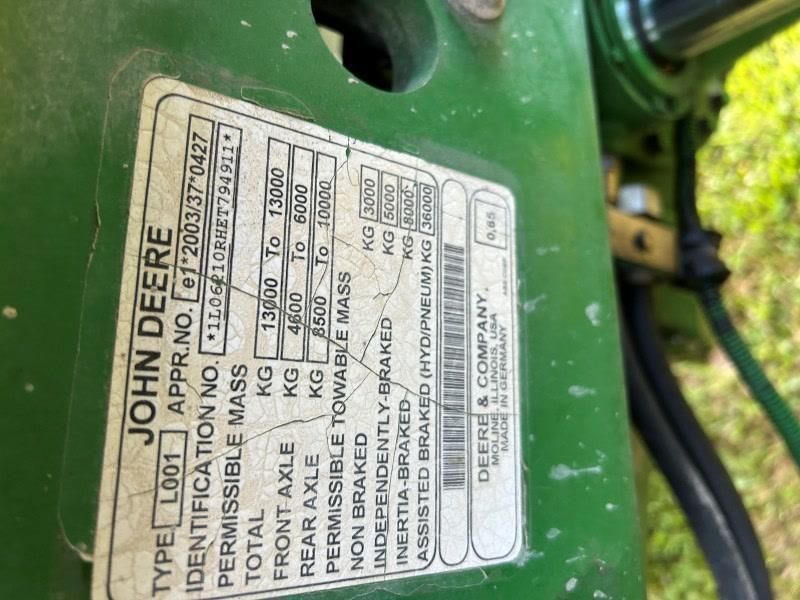 JOHN DEERE
TYPE L001 APPR.NO. e1*2003/37*0427
IDENTIFICATION NO. *1L06210RHET794911*
PERMISSIBLE MASS
TOTAL KG 13000 To 13000
FRONT AXLE KG 4600 To 6000
REAR AXLE KG 8500 To 10000
PERMISSIBLE TOWABLE MASS
NON BRAKED KG 3000
INDEPENDENTLY-BRAKED KG 5000
INERTIA-BRAKED KG 8000
ASSISTED BRAKED (HYD/PNEUM) KG 36000
DEERE & COMPANY 0,65
MOLINE, ILLINOIS, USA
MADE IN GERMANY